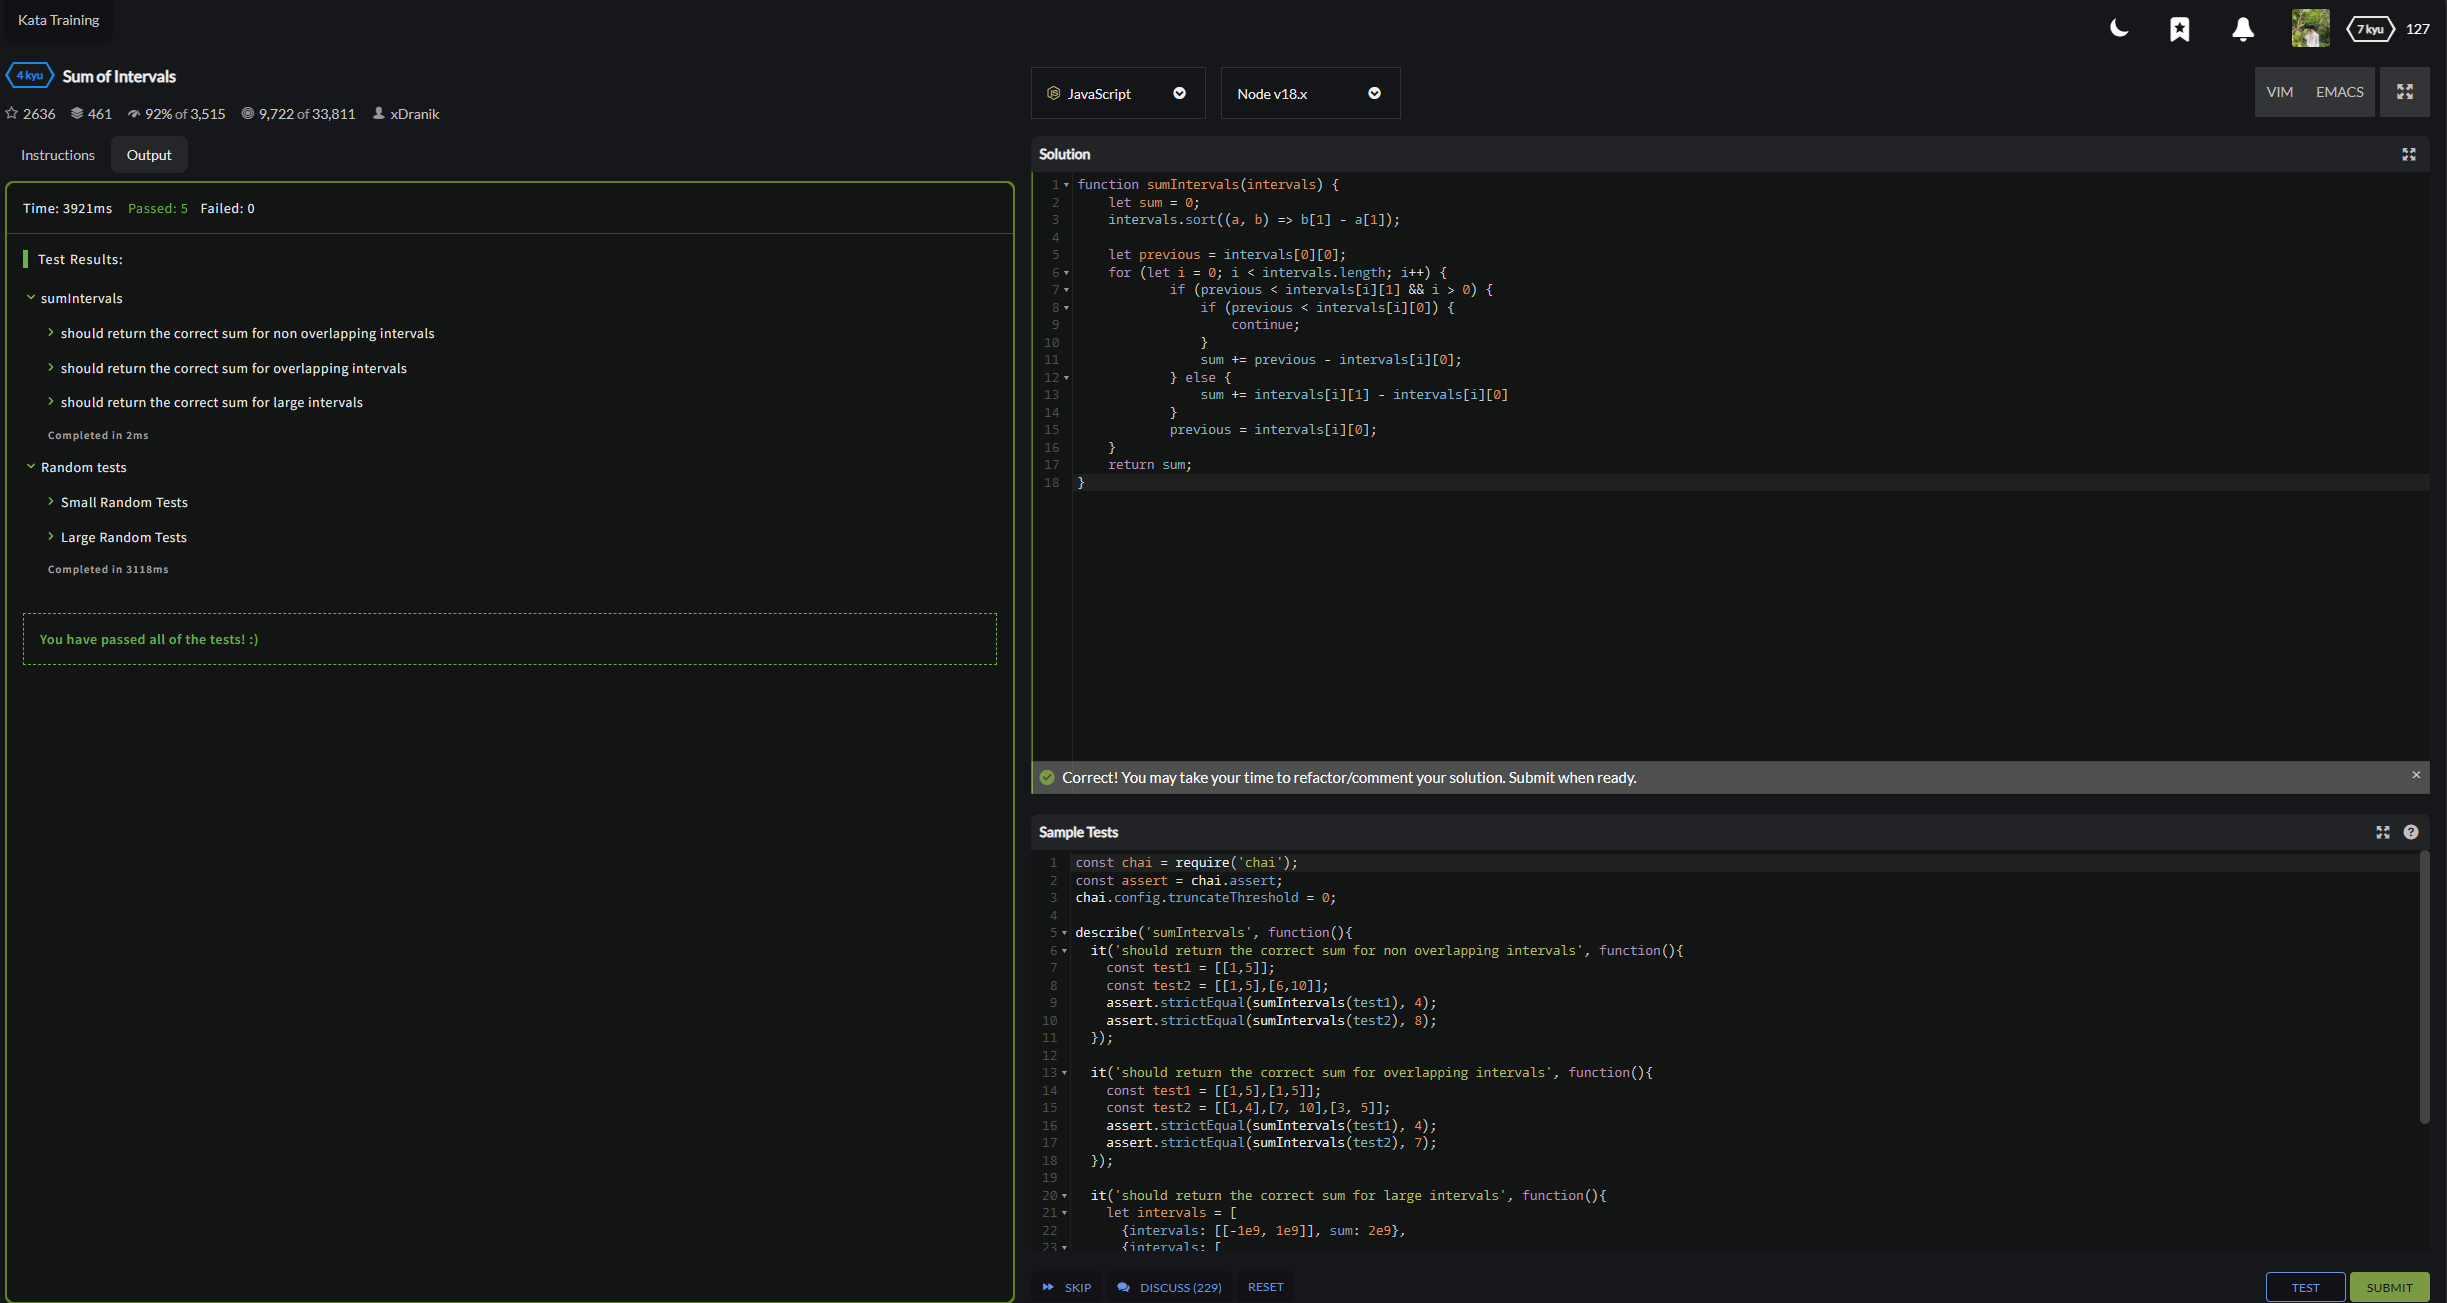 Kata Training
7 kyu 127
4 kyu Sum of Intervals
2636 461 92% of 3,515 9,722 of 33,811 xDranik
JavaScript Node v18.x
VIM EMACS
Instructions Output
Time: 3921ms Passed: 5 Failed: 0
Test Results:
sumIntervals
should return the correct sum for non overlapping intervals
should return the correct sum for overlapping intervals
should return the correct sum for large intervals
Completed in 2ms
Random tests
Small Random Tests
Large Random Tests
Completed in 3118ms
You have passed all of the tests! :)
Solution
1 function sumIntervals(intervals) {
2     let sum = 0;
3     intervals.sort((a, b) => b[1] - a[1]);
4
5     let previous = intervals[0][0];
6     for (let i = 0; i < intervals.length; i++) {
7             if (previous < intervals[i][1] && i > 0) {
8                 if (previous < intervals[i][0]) {
9                     continue;
10                 }
11                 sum += previous - intervals[i][0];
12             } else {
13                 sum += intervals[i][1] - intervals[i][0]
14             }
15             previous = intervals[i][0];
16     }
17     return sum;
18 }
Correct! You may take your time to refactor/comment your solution. Submit when ready.
Sample Tests
1 const chai = require('chai');
2 const assert = chai.assert;
3 chai.config.truncateThreshold = 0;
4
5 describe('sumIntervals', function(){
6   it('should return the correct sum for non overlapping intervals', function(){
7     const test1 = [[1,5]];
8     const test2 = [[1,5],[6,10]];
9     assert.strictEqual(sumIntervals(test1), 4);
10     assert.strictEqual(sumIntervals(test2), 8);
11   });
12
13   it('should return the correct sum for overlapping intervals', function(){
14     const test1 = [[1,5],[1,5]];
15     const test2 = [[1,4],[7, 10],[3, 5]];
16     assert.strictEqual(sumIntervals(test1), 4);
17     assert.strictEqual(sumIntervals(test2), 7);
18   });
19
20   it('should return the correct sum for large intervals', function(){
21     let intervals = [
22       {intervals: [[-1e9, 1e9]], sum: 2e9},
23       {intervals: [
SKIP DISCUSS (229) RESET
TEST SUBMIT